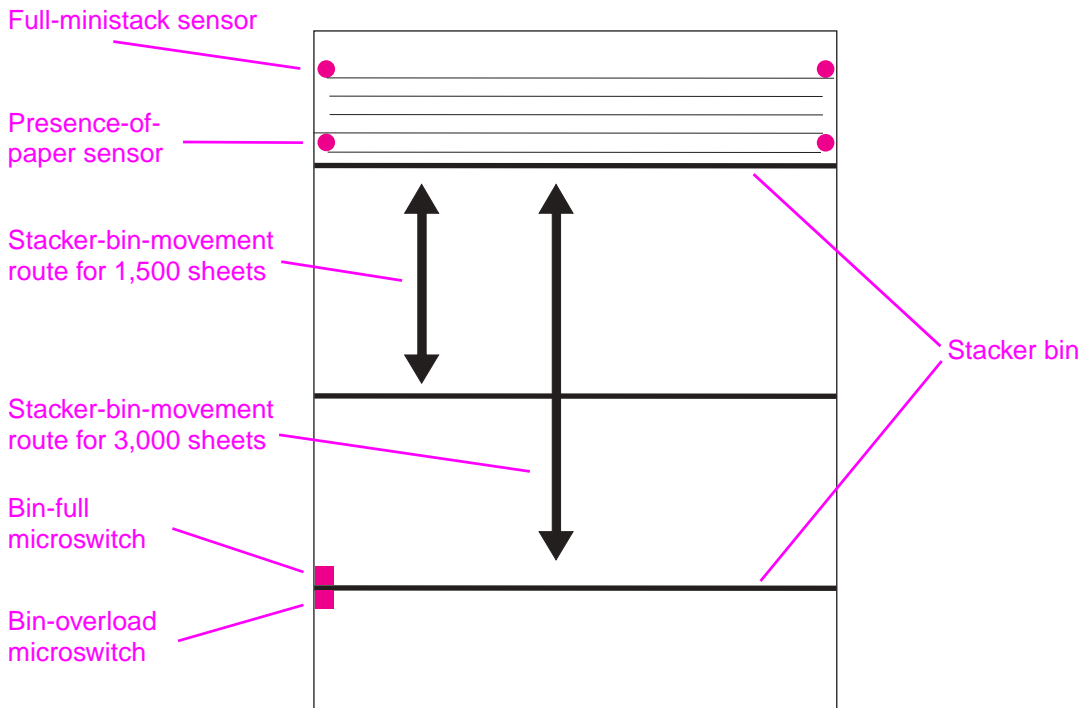 Full-ministack sensor
Presence-of-
paper sensor
Stacker-bin-movement
route for 1,500 sheets
Stacker bin
Stacker-bin-movement
route for 3,000 sheets
Bin-full
microswitch
Bin-overload
microswitch